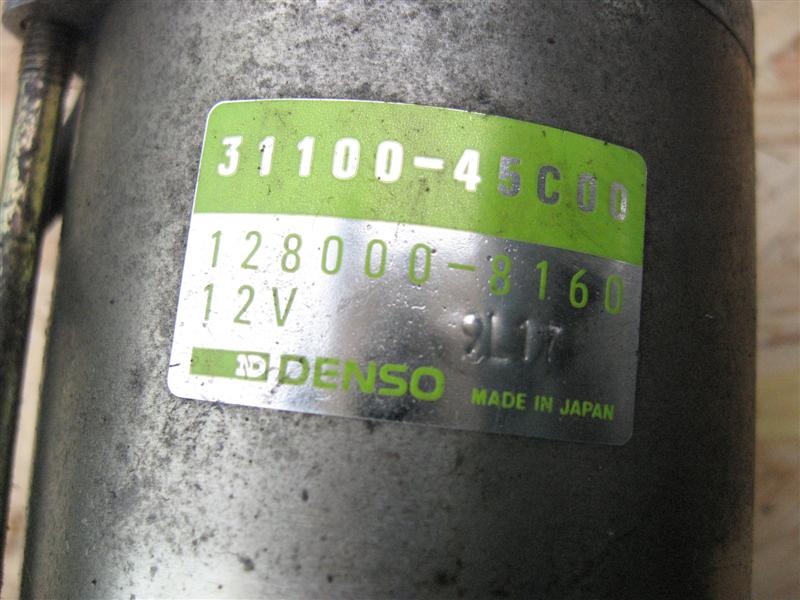 31100-45C00
128000-8160
12V
9L17
ND DENSO MADE IN JAPAN